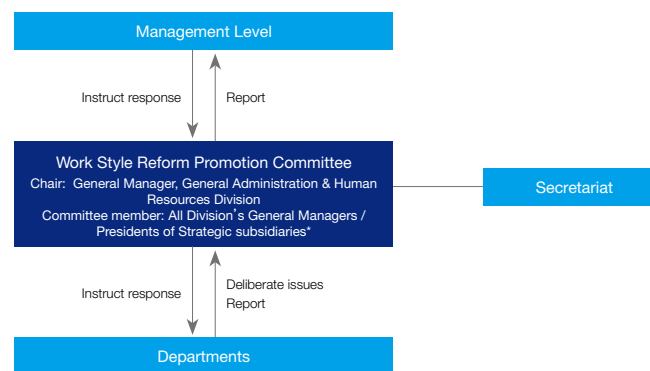 Management Level
Instruct response
Report
Work Style Reform Promotion Committee
Chair: General Manager, General Administration & Human
Resources Division
Committee member: All Division’s General Managers /
Presidents of Strategic subsidiaries*
Secretariat
Instruct response
Deliberate issues
Report
Departments